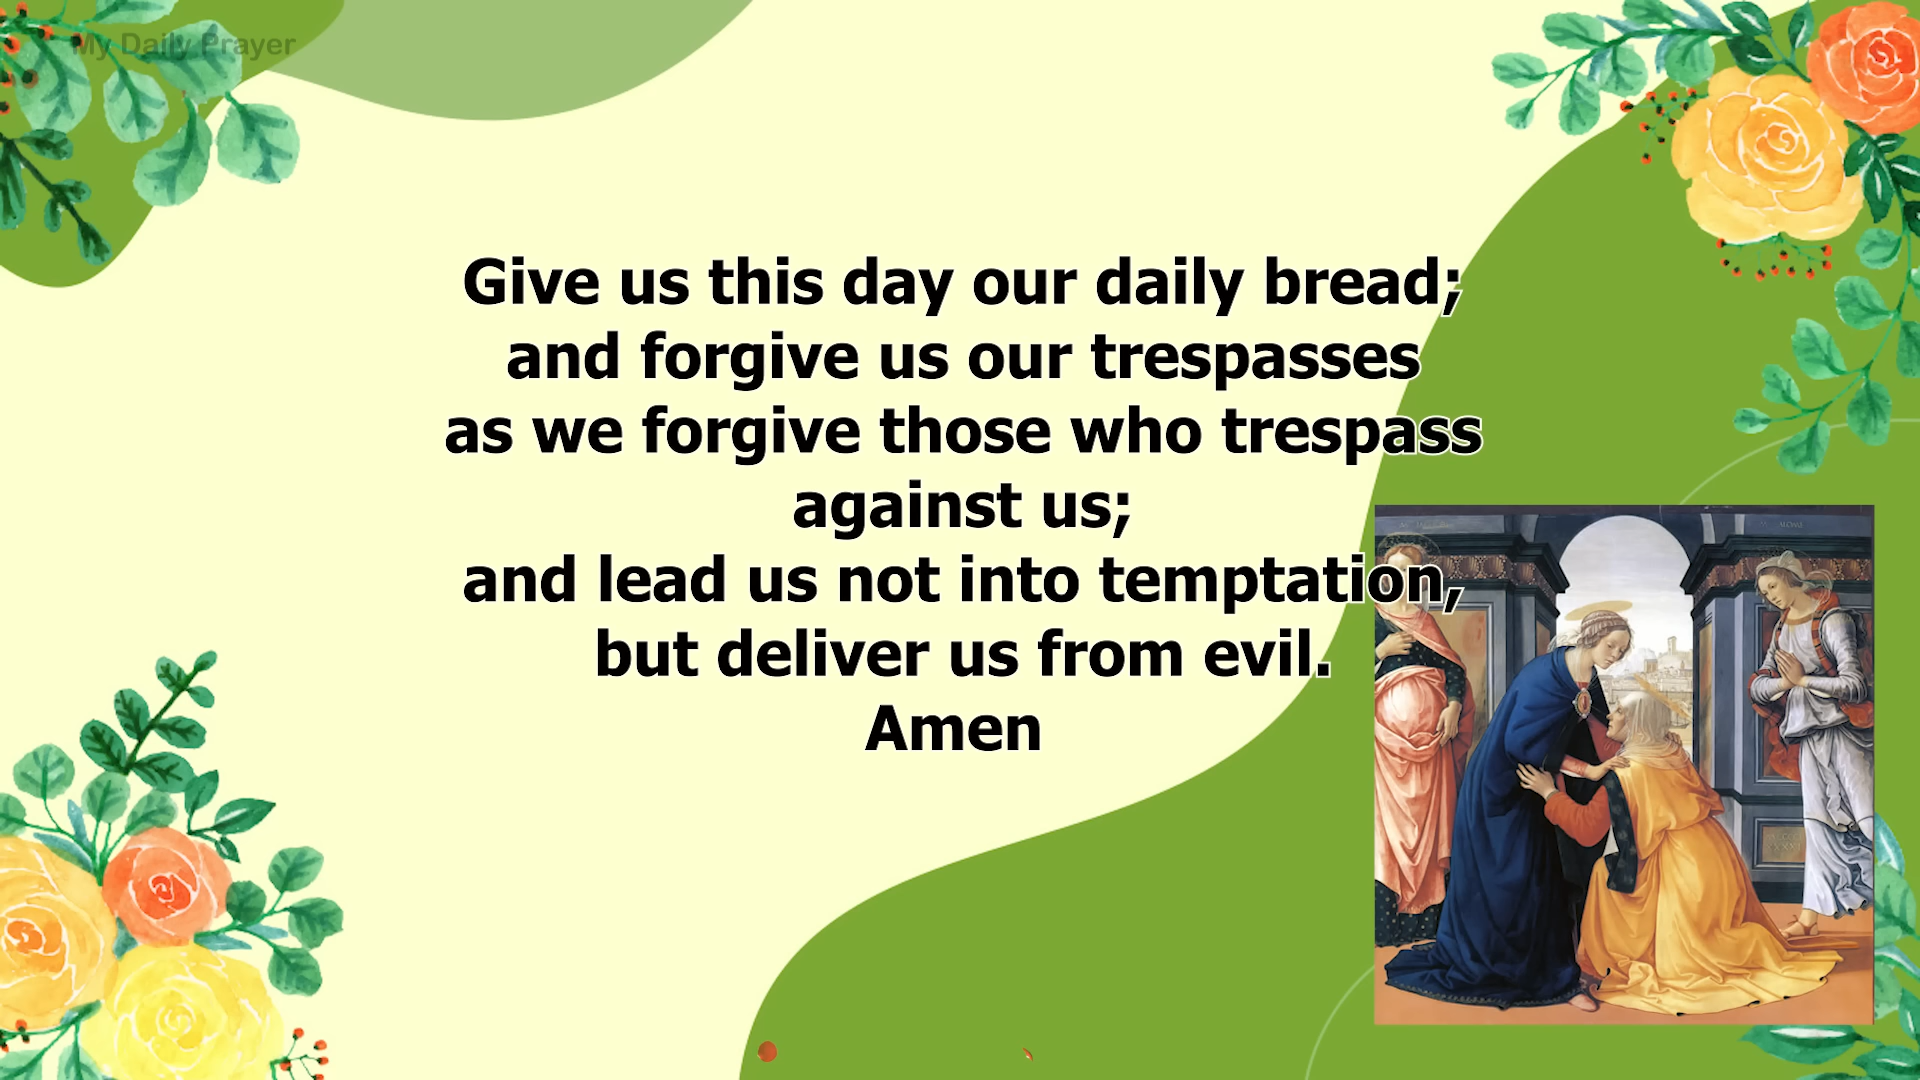 My Daily Prayer
Give us this day our daily bread;
and forgive us our trespasses
as we forgive those who trespass
against us;
and lead us not into temptation,
but deliver us from evil.
Amen